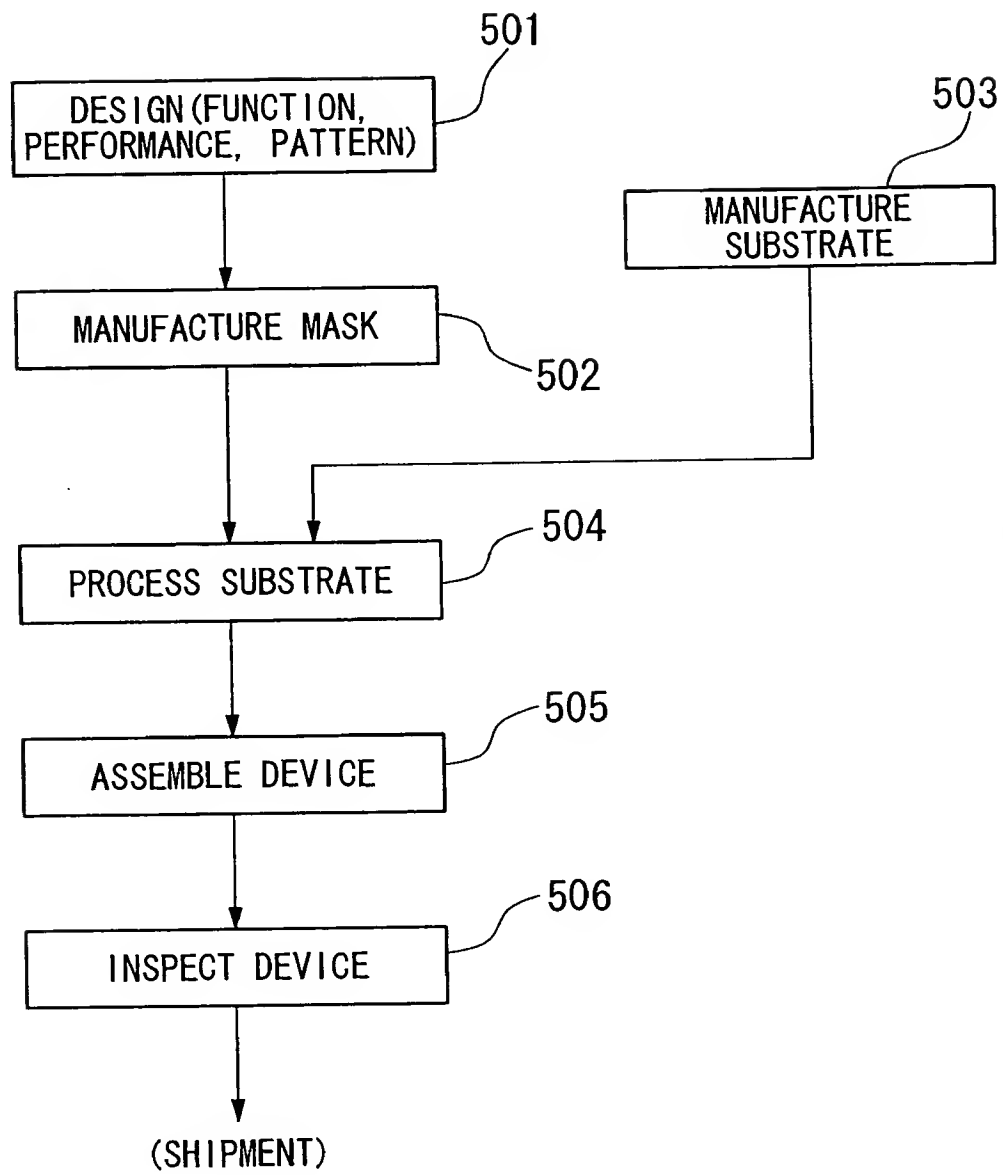 501
DESIGN(FUNCTION,
PERFORMANCE, PATTERN)
503
MANUFACTURE
SUBSTRATE
MANUFACTURE MASK
502
504
PROCESS SUBSTRATE
505
ASSEMBLE DEVICE
506
INSPECT DEVICE
(SHIPMENT)